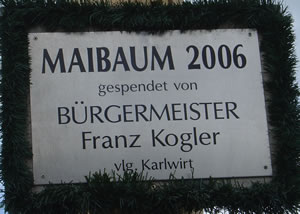 MAIBAUM 2006
gespendet von
BÜRGERMEISTER
Franz Kogler
vlg. Karlwirt